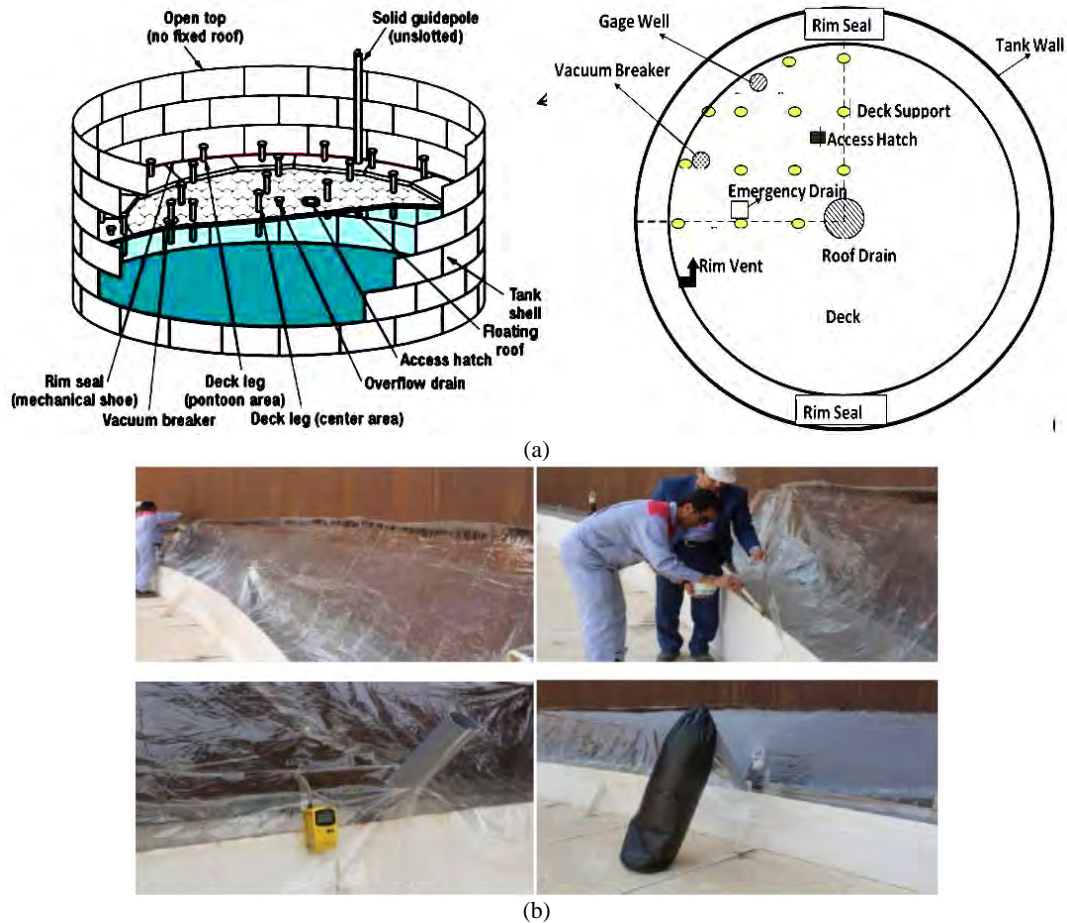 Open top
(no fixed roof)
Solid guidepole
(unslotted)
Tank
shell
Floating
roof
Access hatch
Overflow drain
Rim seal
(mechanical shoe)
Deck leg
(pontoon area)
Vacuum breaker
Deck leg (center area)
Gage Well
Rim Seal
Tank Wall
Vacuum Breaker
Deck Support
Access Hatch
Emergency Drain
Roof Drain
Rim Vent
Deck
Rim Seal
(a)
(b)